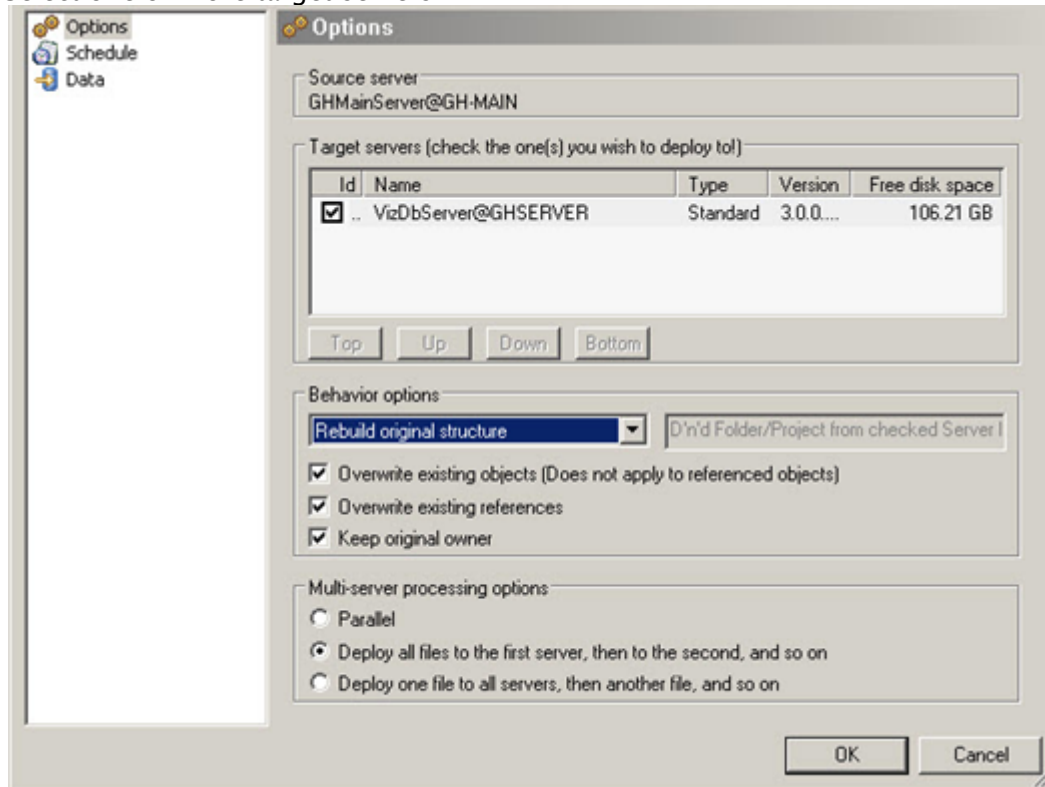 Options
Schedule
Data
Options
Source server
GHMainServer@GH-MAIN
Target servers (check the one(s) you wish to deploy to!)
Id Name Type Version Free disk space
.. VizDbServer@GHSERVER Standard 3.0.0.... 106.21 GB
Top Up Down Bottom
Behavior options
Rebuild original structure D'n'd Folder/Project from checked Server
Overwrite existing objects (Does not apply to referenced objects)
Overwrite existing references
Keep original owner
Multi-server processing options
Parallel
Deploy all files to the first server, then to the second, and so on
Deploy one file to all servers, then another file, and so on
OK Cancel